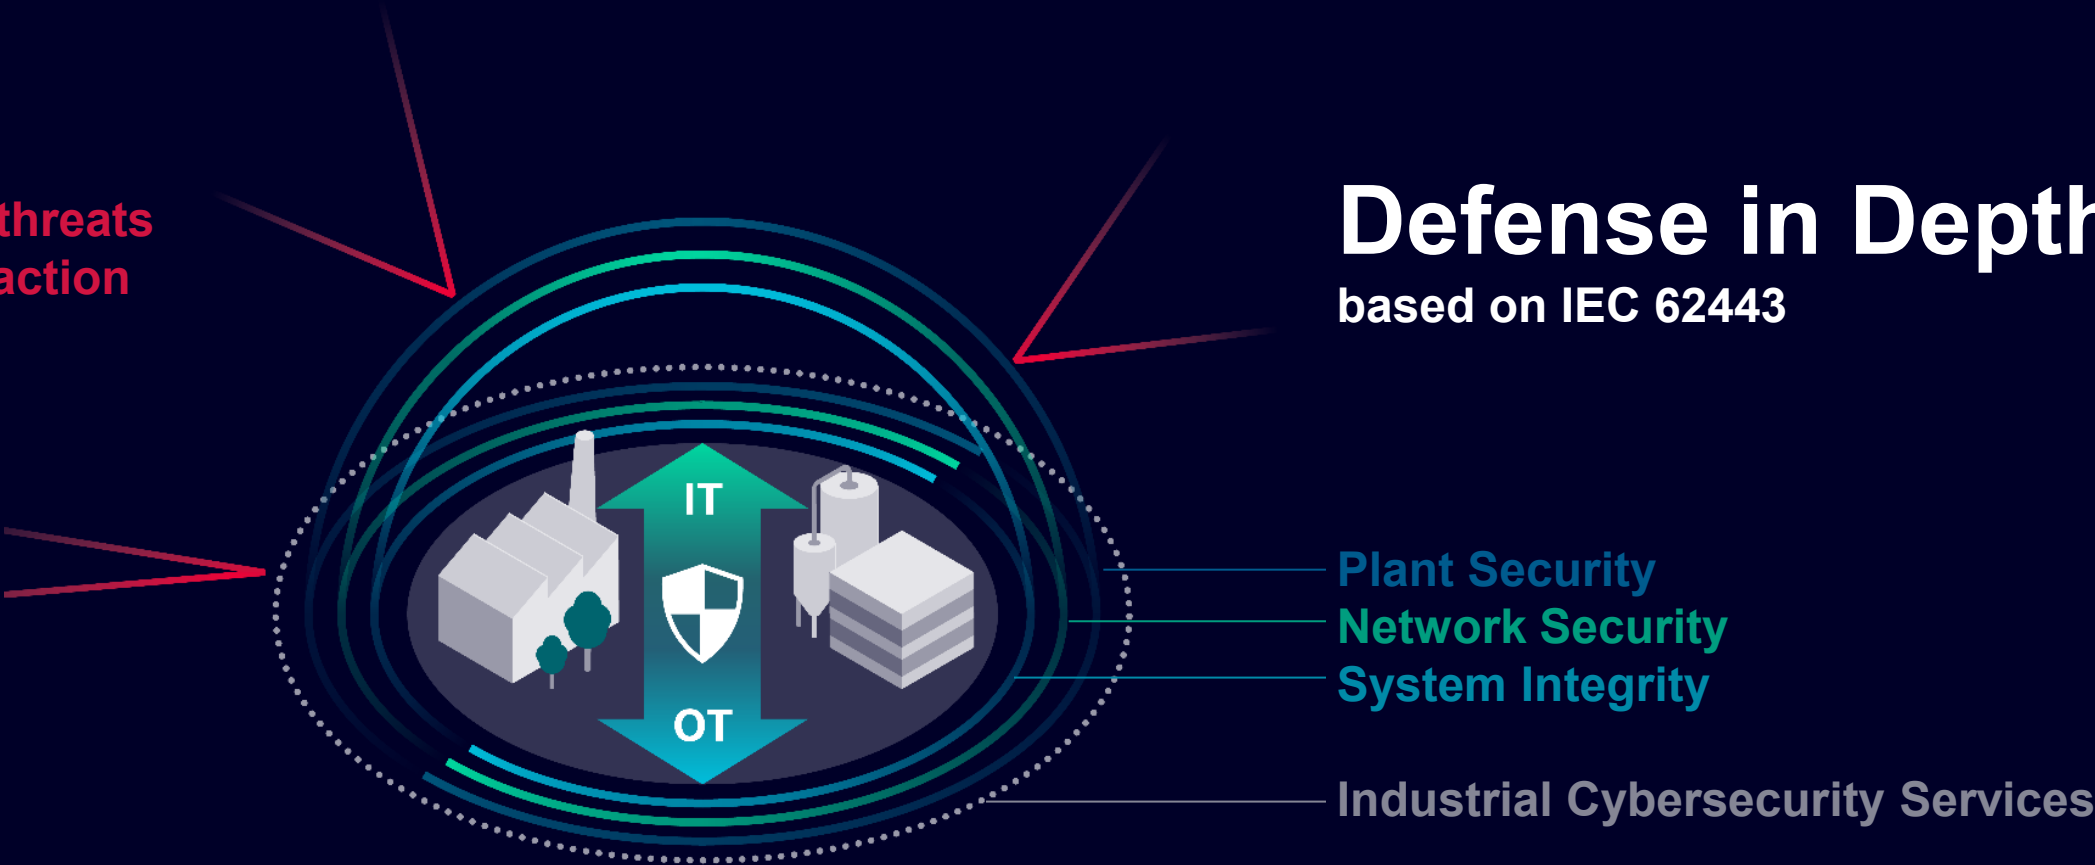 threats
action
Defense in Depth
based on IEC 62443
IT
OT
Plant Security
Network Security
System Integrity
Industrial Cybersecurity Services